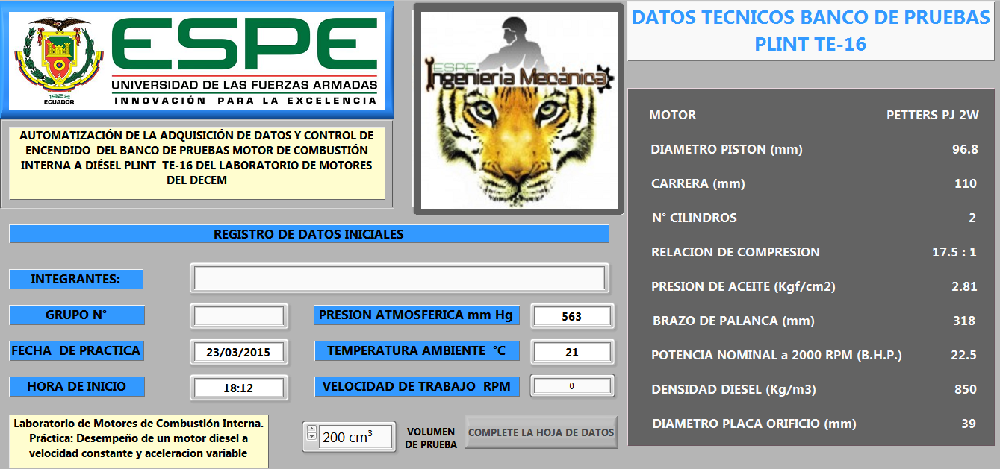 ESPE
UNIVERSIDAD DE LAS FUERZAS ARMADAS
INNOVACIÓN PARA LA EXCELENCIA
1922
ECUADOR
ESPE
Ingeniería Mecánica
AUTOMATIZACIÓN DE LA ADQUISICIÓN DE DATOS Y CONTROL DE
ENCENDIDO DEL BANCO DE PRUEBAS MOTOR DE COMBUSTIÓN
INTERNA A DIÉSEL PLINT TE-16 DEL LABORATORIO DE MOTORES
DEL DECEM
REGISTRO DE DATOS INICIALES
INTEGRANTES:
GRUPO N°
PRESION ATMOSFERICA mm Hg 563
FECHA DE PRACTICA 23/03/2015
TEMPERATURA AMBIENTE °C 21
HORA DE INICIO 18:12
VELOCIDAD DE TRABAJO RPM 0
Laboratorio de Motores de Combustión Interna.
Práctica: Desempeño de un motor diesel a
velocidad constante y aceleracion variable
200 cm³
VOLUMEN
DE PRUEBA
COMPLETE LA HOJA DE DATOS
DATOS TECNICOS BANCO DE PRUEBAS
PLINT TE-16
MOTOR PETTERS PJ 2W
DIAMETRO PISTON (mm) 96.8
CARRERA (mm) 110
N° CILINDROS 2
RELACION DE COMPRESION 17.5 : 1
PRESION DE ACEITE (Kgf/cm2) 2.81
BRAZO DE PALANCA (mm) 318
POTENCIA NOMINAL a 2000 RPM (B.H.P.) 22.5
DENSIDAD DIESEL (Kg/m3) 850
DIAMETRO PLACA ORIFICIO (mm) 39